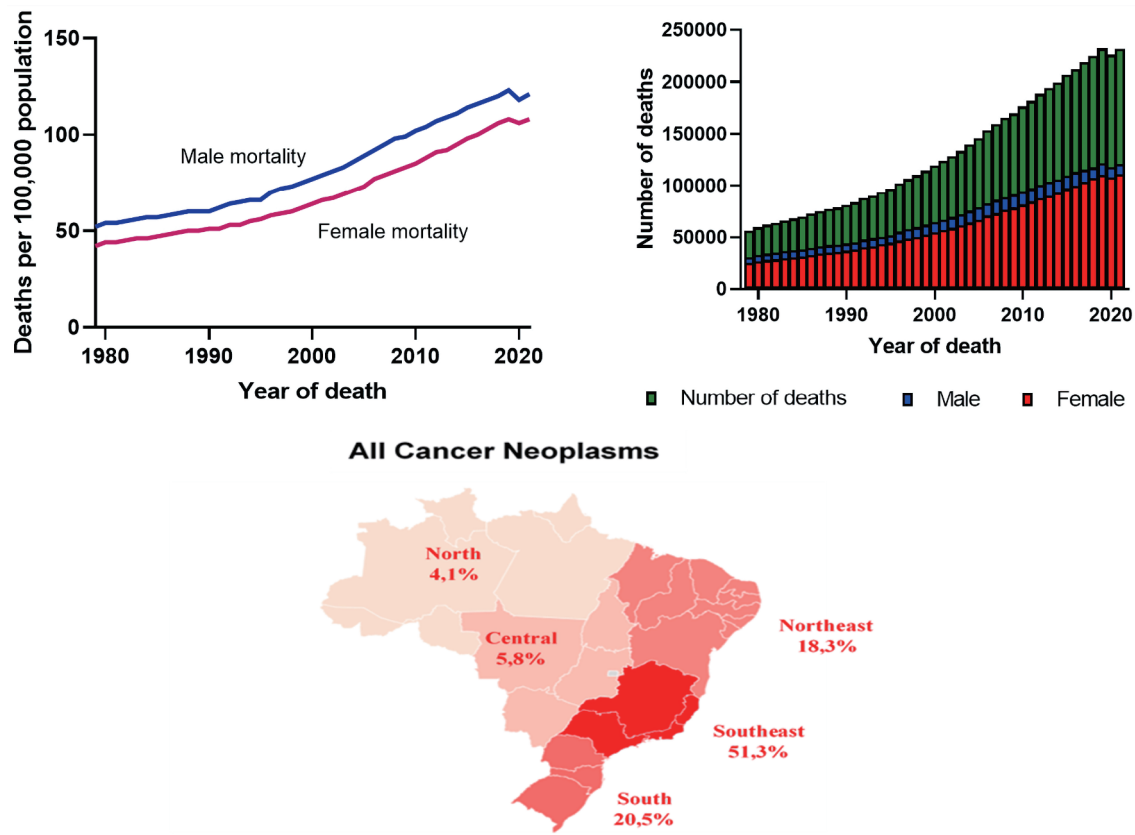 Deaths per 100,000 population
150
100
50
0
Male mortality
Female mortality
1980 1990 2000 2010 2020
Year of death
Number of deaths
250000
200000
150000
100000
50000
0
1980 1990 2000 2010 2020
Year of death
Number of deaths Male Female
All Cancer Neoplasms
North
4,1%
Central
5,8%
Northeast
18,3%
Southeast
51,3%
South
20,5%